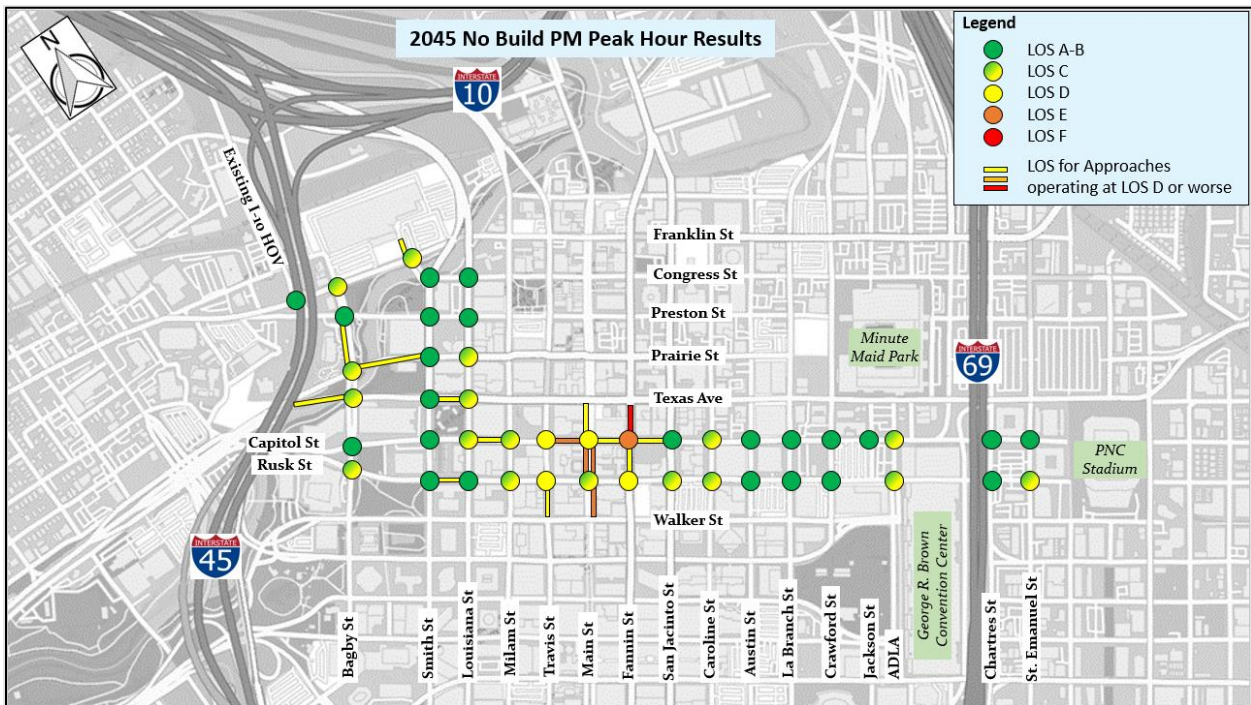 2045 No Build PM Peak Hour Results
Legend
LOS A-B
LOS C
LOS D
LOS E
LOS F
LOS for Approaches
operating at LOS D or worse
N
INTERSTATE
10
Existing I-10 HOV
Franklin St
Congress St
Preston St
Prairie St
Texas Ave
Minute
Maid Park
INTERSTATE
69
Capitol St
Rusk St
PNC
Stadium
Walker St
INTERSTATE
45
George R. Brown
Convention Center
Bagby St
Smith St
Louisiana St
Milam St
Travis St
Main St
Fannin St
San Jacinto St
Caroline St
Austin St
La Branch St
Crawford St
Jackson St
ADLA
Chartres St
St. Emanuel St